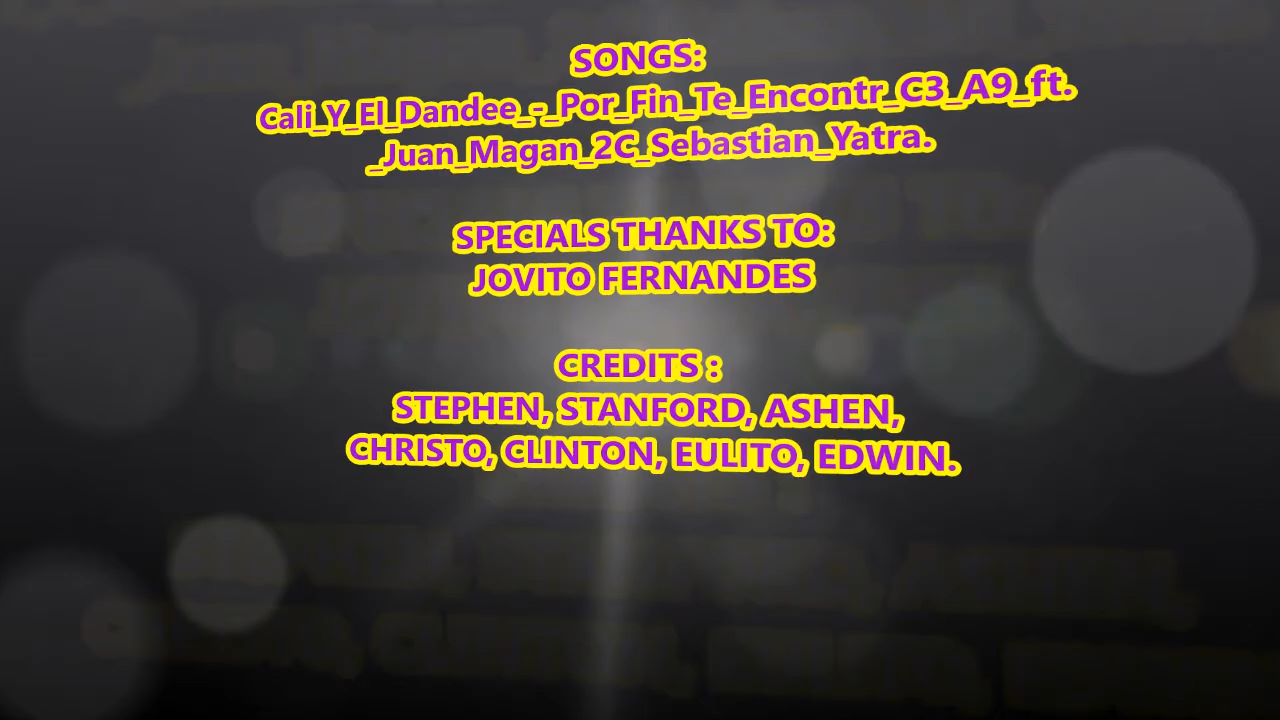 SONGS:
Cali_Y_El_Dandee_-_Por_Fin_Te_Encontr_C3_A9_ft.
_Juan_Magan_2C_Sebastian_Yatra.
SPECIALS THANKS TO:
JOVITO FERNANDES
CREDITS :
STEPHEN, STANFORD, ASHEN,
CHRISTO, CLINTON, EULITO, EDWIN.